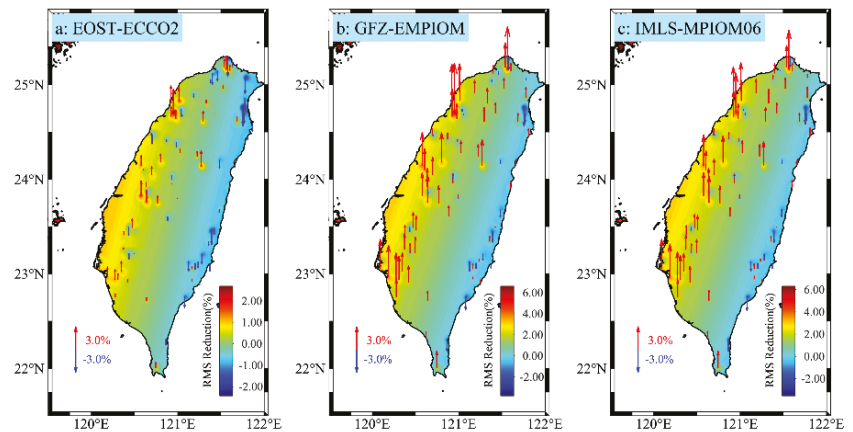 a: EOST-ECCO2
b: GFZ-EMPIOM
c: IMLS-MPIOM06
25°N
24°N
23°N
22°N
3.0%
-3.0%
RMS Reduction(%)
2.00
1.00
0.00
-1.00
-2.00
120°E
121°E
122°E
25°N
24°N
23°N
22°N
3.0%
-3.0%
RMS Reduction(%)
6.00
4.00
2.00
0.00
-2.00
120°E
121°E
122°E
25°N
24°N
23°N
22°N
3.0%
-3.0%
RMS Reduction(%)
6.00
4.00
2.00
0.00
-2.00
120°E
121°E
122°E